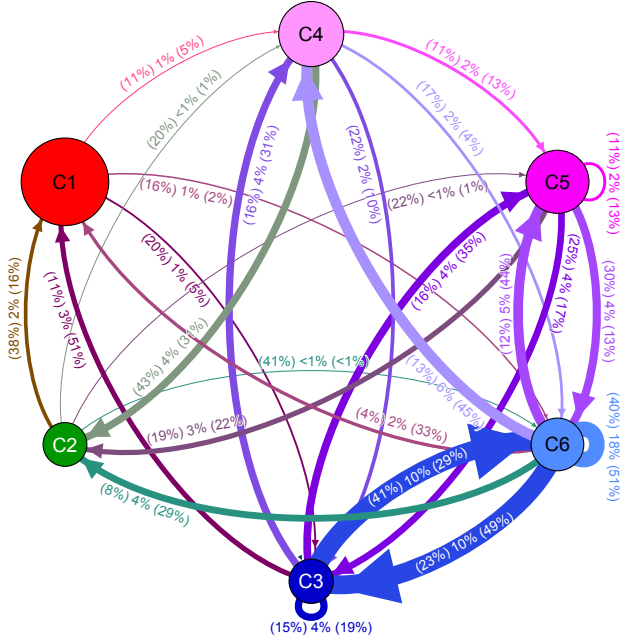 C4
(11%) 1% (5%)
(11%) 2% (13%)
(20%) <1% (1%)
(17%) 2% (4%)
(16%) 4% (31%)
(22%) 2% (10%)
C1
C5
(11%) 2% (13%)
(16%) 1% (2%)
(22%) <1% (1%)
(20%) 1% (5%)
(16%) 4% (35%)
(25%) 4% (17%)
(12%) 5% (44%)
(30%) 4% (13%)
(38%) 2% (16%)
(11%) 3% (51%)
(43%) 4% (31%)
(41%) <1% (<1%)
(13%) 6% (45%)
(19%) 3% (22%)
(4%) 2% (33%)
C2
C6
(40%) 18% (51%)
(8%) 4% (29%)
(41%) 10% (29%)
(23%) 10% (49%)
C3
(15%) 4% (19%)